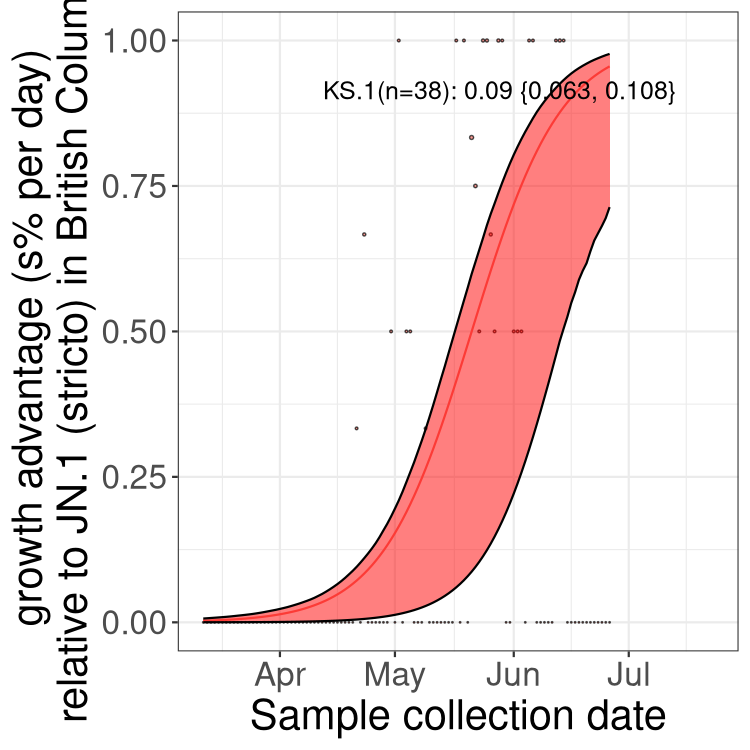 growth advantage (s% per day)
relative to JN.1 (stricto) in British Colum
1.00
0.75
0.50
0.25
0.00
KS.1(n=38): 0.09 {0.063, 0.108}
Apr May Jun Jul
Sample collection date